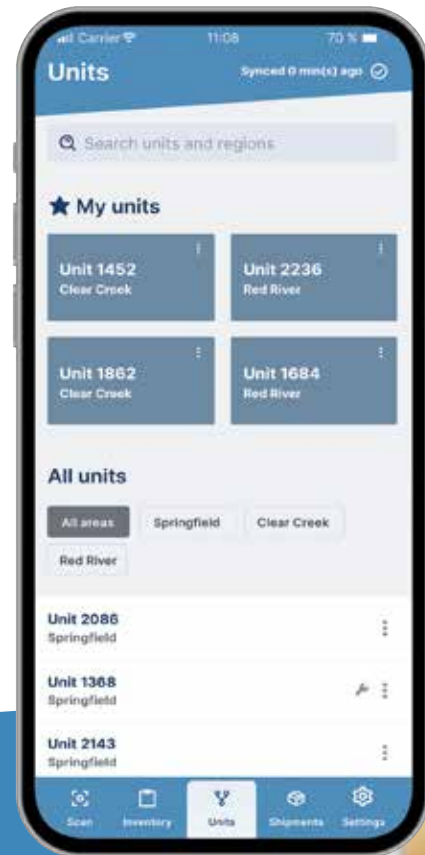 Carrier 11:08 70 %
Units Synced 0 min(s) ago
Search units and regions
My units
Unit 1452 Unit 2236
Clear Creek Red River
Unit 1862 Unit 1684
Clear Creek Red River
All units
All areas Springfield Clear Creek
Red River
Unit 2086
Springfield
Unit 1368
Springfield
Unit 2143
Springfield
Scan Inventory Units Shipments Settings